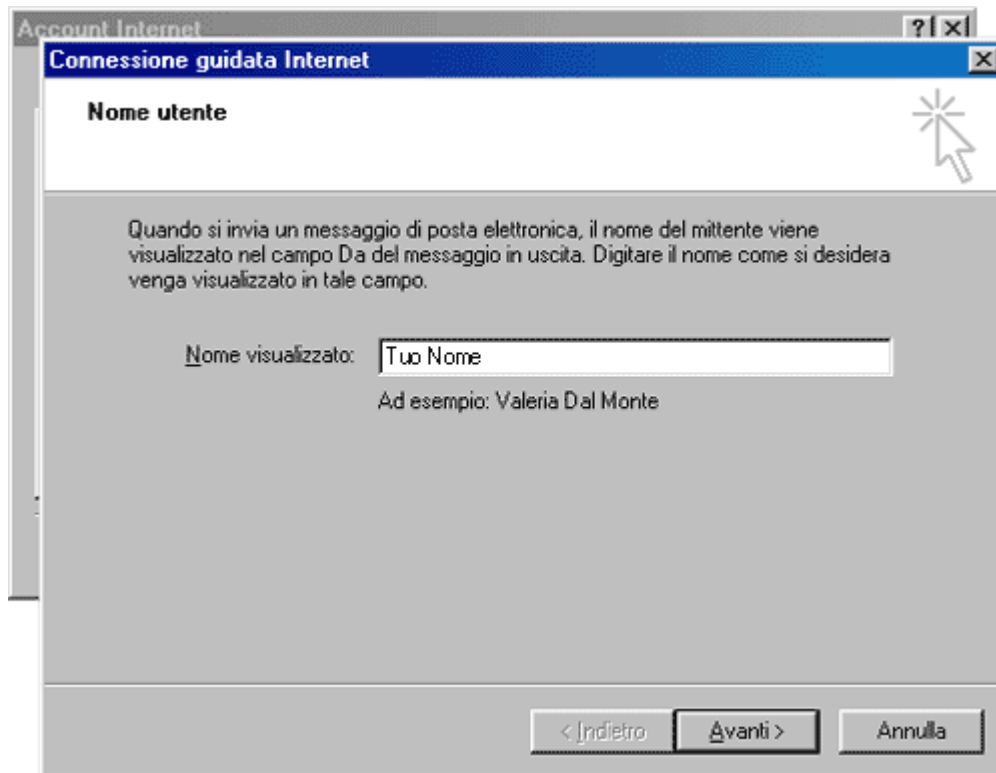 Account Internet
Connessione guidata Internet
Nome utente
Quando si invia un messaggio di posta elettronica, il nome del mittente viene
visualizzato nel campo Da del messaggio in uscita. Digitare il nome come si desidera
venga visualizzato in tale campo.
Nome visualizzato: Tuo Nome
Ad esempio: Valeria Dal Monte
< Indietro Avanti > Annulla